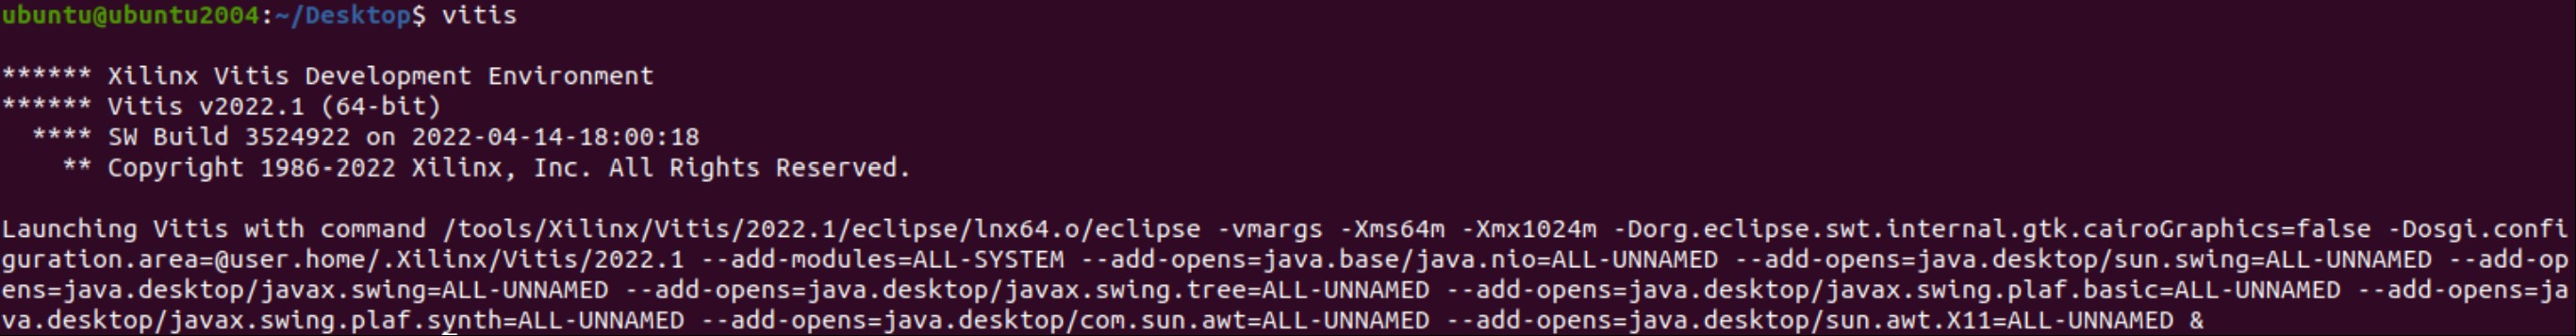 ubuntu@ubuntu2004:~/Desktop$ vitis
****** Xilinx Vitis Development Environment
****** Vitis v2022.1 (64-bit)
**** SW Build 3524922 on 2022-04-14-18:00:18
** Copyright 1986-2022 Xilinx, Inc. All Rights Reserved.
Launching Vitis with command /tools/Xilinx/Vitis/2022.1/eclipse/lnx64.o/eclipse -vmargs -Xms64m -Xmx1024m -Dorg.eclipse.swt.internal.gtk.cairoGraphics=false -Dosgi.confi
guration.area=@user.home/.Xilinx/Vitis/2022.1 --add-modules=ALL-SYSTEM --add-opens=java.base/java.nio=ALL-UNNAMED --add-opens=java.desktop/sun.swing=ALL-UNNAMED --add-op
ens=java.desktop/javax.swing=ALL-UNNAMED --add-opens=java.desktop/javax.swing.tree=ALL-UNNAMED --add-opens=java.desktop/javax.swing.plaf.basic=ALL-UNNAMED --add-opens=ja
va.desktop/javax.swing.plaf.synth=ALL-UNNAMED --add-opens=java.desktop/com.sun.awt=ALL-UNNAMED --add-opens=java.desktop/sun.awt.X11=ALL-UNNAMED &